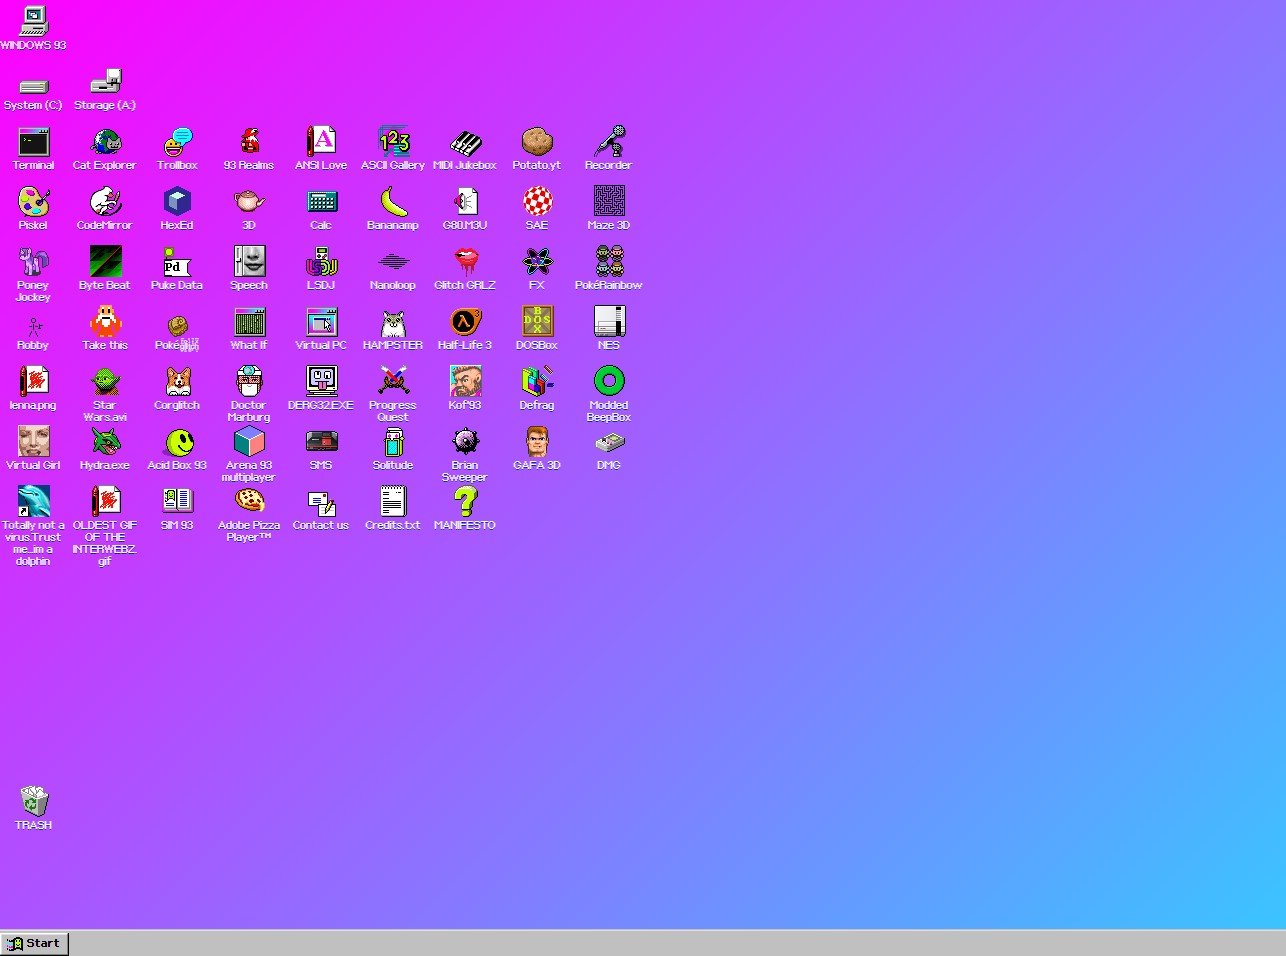 WINDOWS 93
System (C:)
Storage (A:)
Terminal
Cat Explorer
Trollbox
93 Realms
ANSI Love
ASCII Gallery
MIDI Jukebox
Potato.yt
Recorder
Piskel
CodeMirror
HexEd
3D
Calc
Bananamp
G80.M3U
SAE
Maze 3D
Poney
Jockey
Byte Beat
Puke Data
Speech
LSDJ
Nanoloop
Glitch GRLZ
FX
PokéRainbow
Robby
Take this
Poké
What If
Virtual PC
HAMPSTER
Half-Life 3
DOSBox
NES
lenna.png
Star
Wars.avi
Corglitch
Doctor
Marburg
DERG32.EXE
Progress
Quest
Kof'93
Defrag
Modded
BeepBox
Virtual Girl
Hydra.exe
Acid Box 93
Arena 93
multiplayer
SMS
Solitude
Brian
Sweeper
GAFA 3D
DMG
Totally not a
virus.Trust
me...im a
dolphin
OLDEST GIF
OF THE
INTERWEBZ.
gif
SIM 93
Adobe Pizza
Player™
Contact us
Credits.txt
MANIFESTO
TRASH
Start